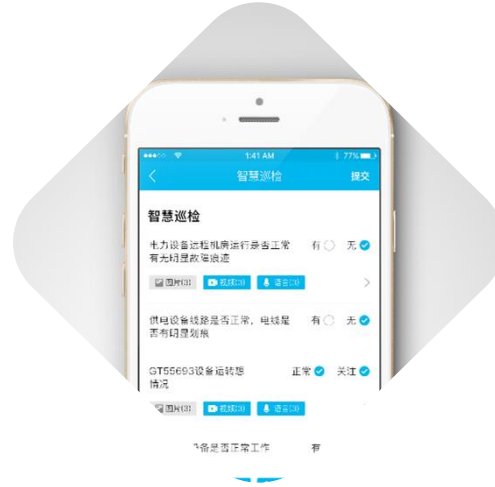 1:41 AM
77%
智慧巡检
提交
智慧巡检
电力设备远程机房运行是否正常 有 无
有无明显故障痕迹
图片(3) 视频(3) 语音(3)
供电设备线路是否正常，电线是 有 无
否有明显划痕
GT55693设备运转想 正常 关注
情况
图片(3) 视频(3) 语音(3)
设备是否正常工作 有